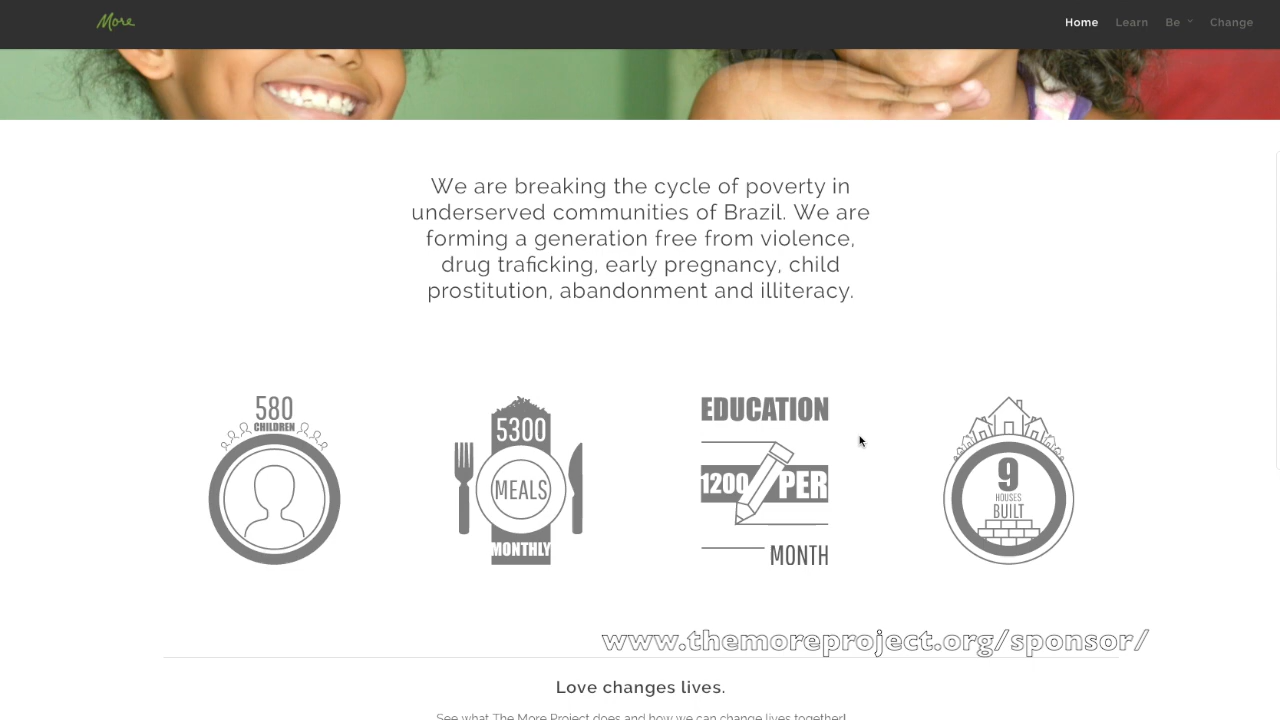 More
Home Learn Be Change
We are breaking the cycle of poverty in
underserved communities of Brazil. We are
forming a generation free from violence,
drug traficking, early pregnancy, child
prostitution, abandonment and illiteracy.
580
CHILDREN
5300
MEALS
MONTHLY
EDUCATION
1200 PER
MONTH
9
HOUSES
BUILT
www.themoreproject.org/sponsor/
Love changes lives.
See what The More Project does and how we can change lives together!